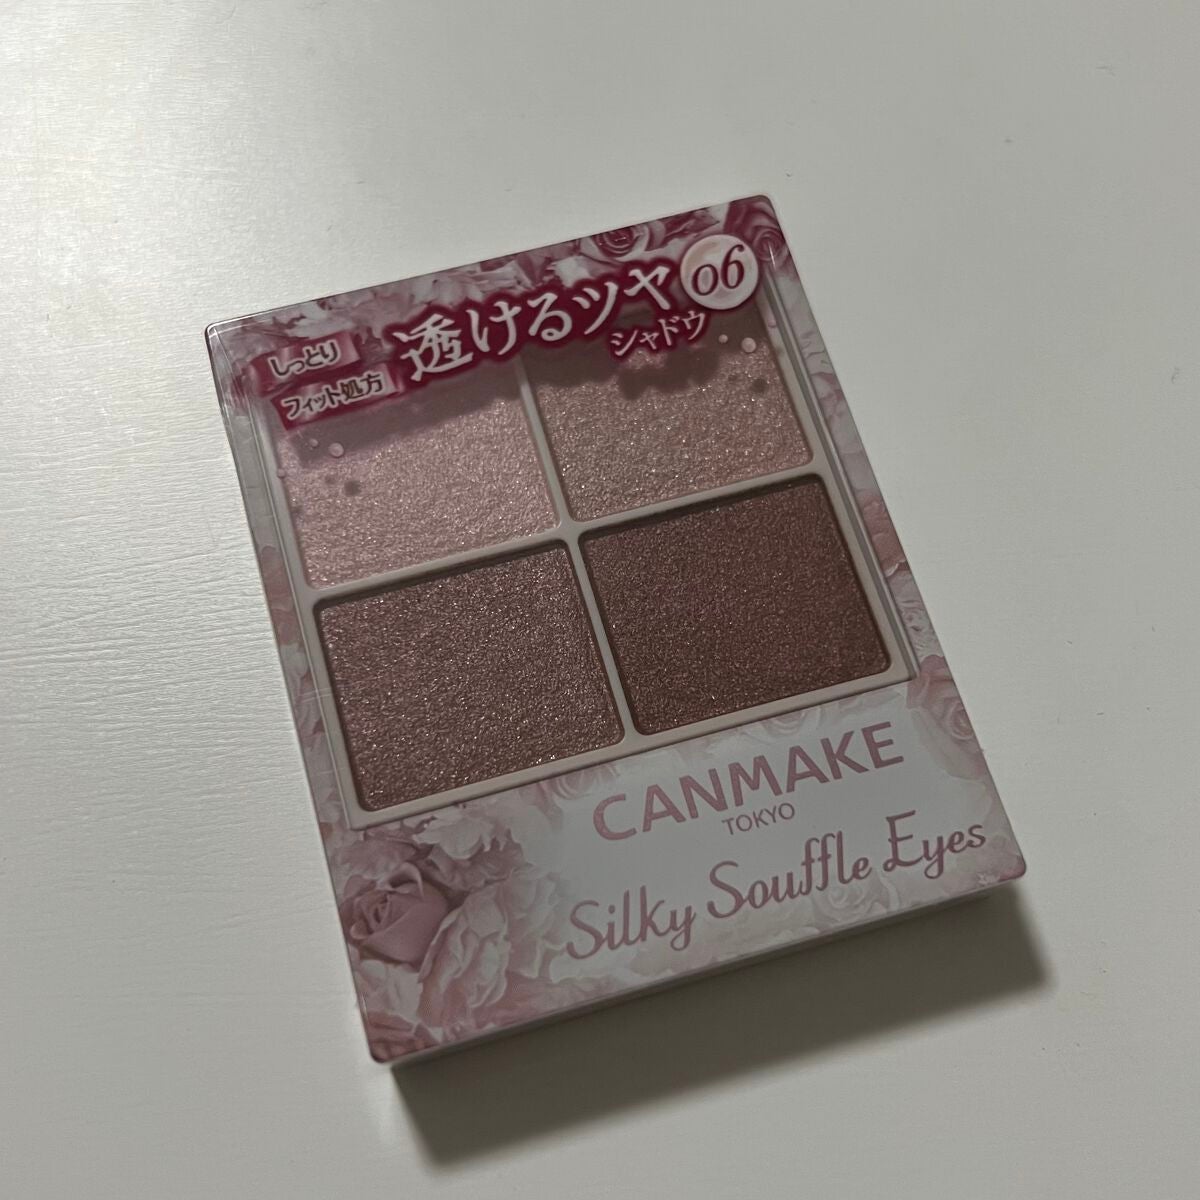 しっとり
フィット処方
透けるツヤ
シャドウ
06
CANMAKE
TOKYO
Silky Souffle Eyes